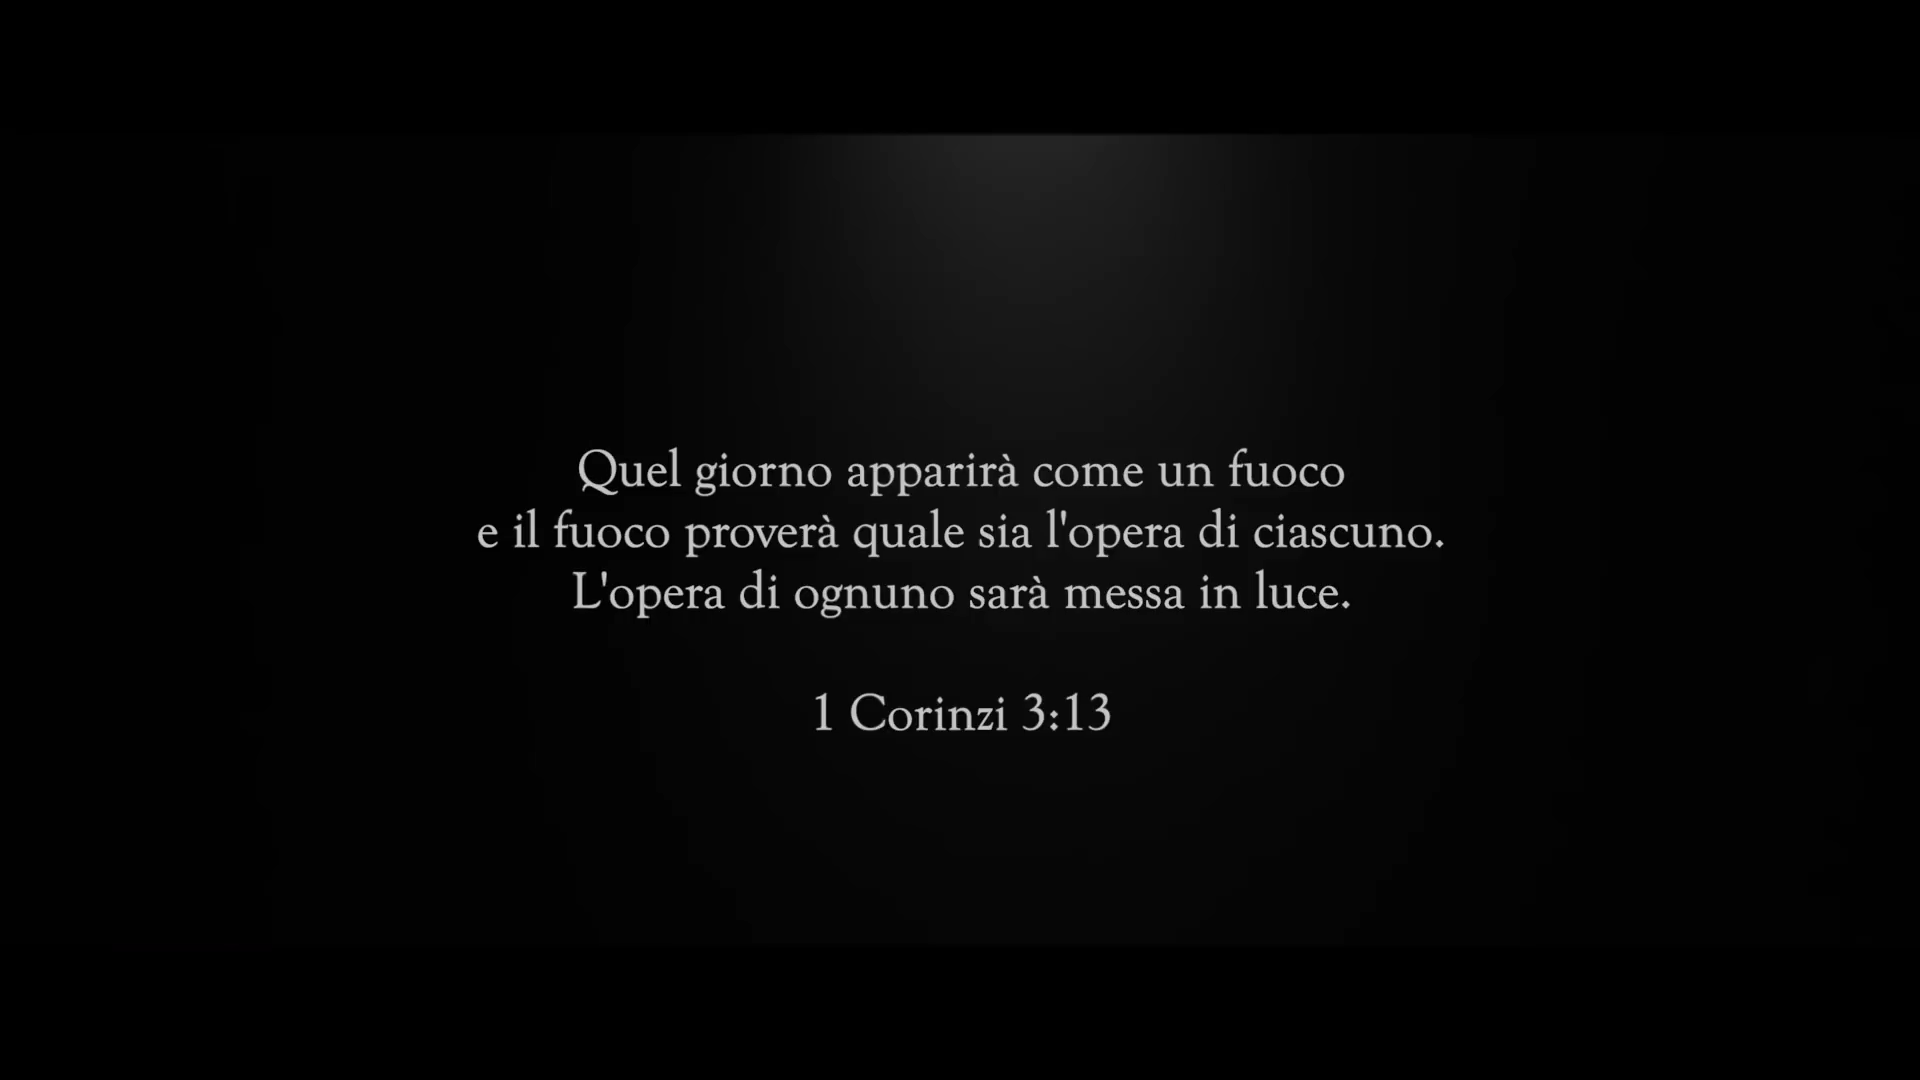 Quel giorno apparirà come un fuoco
e il fuoco proverà quale sia l'opera di ciascuno.
L'opera di ognuno sarà messa in luce.
1 Corinzi 3:13